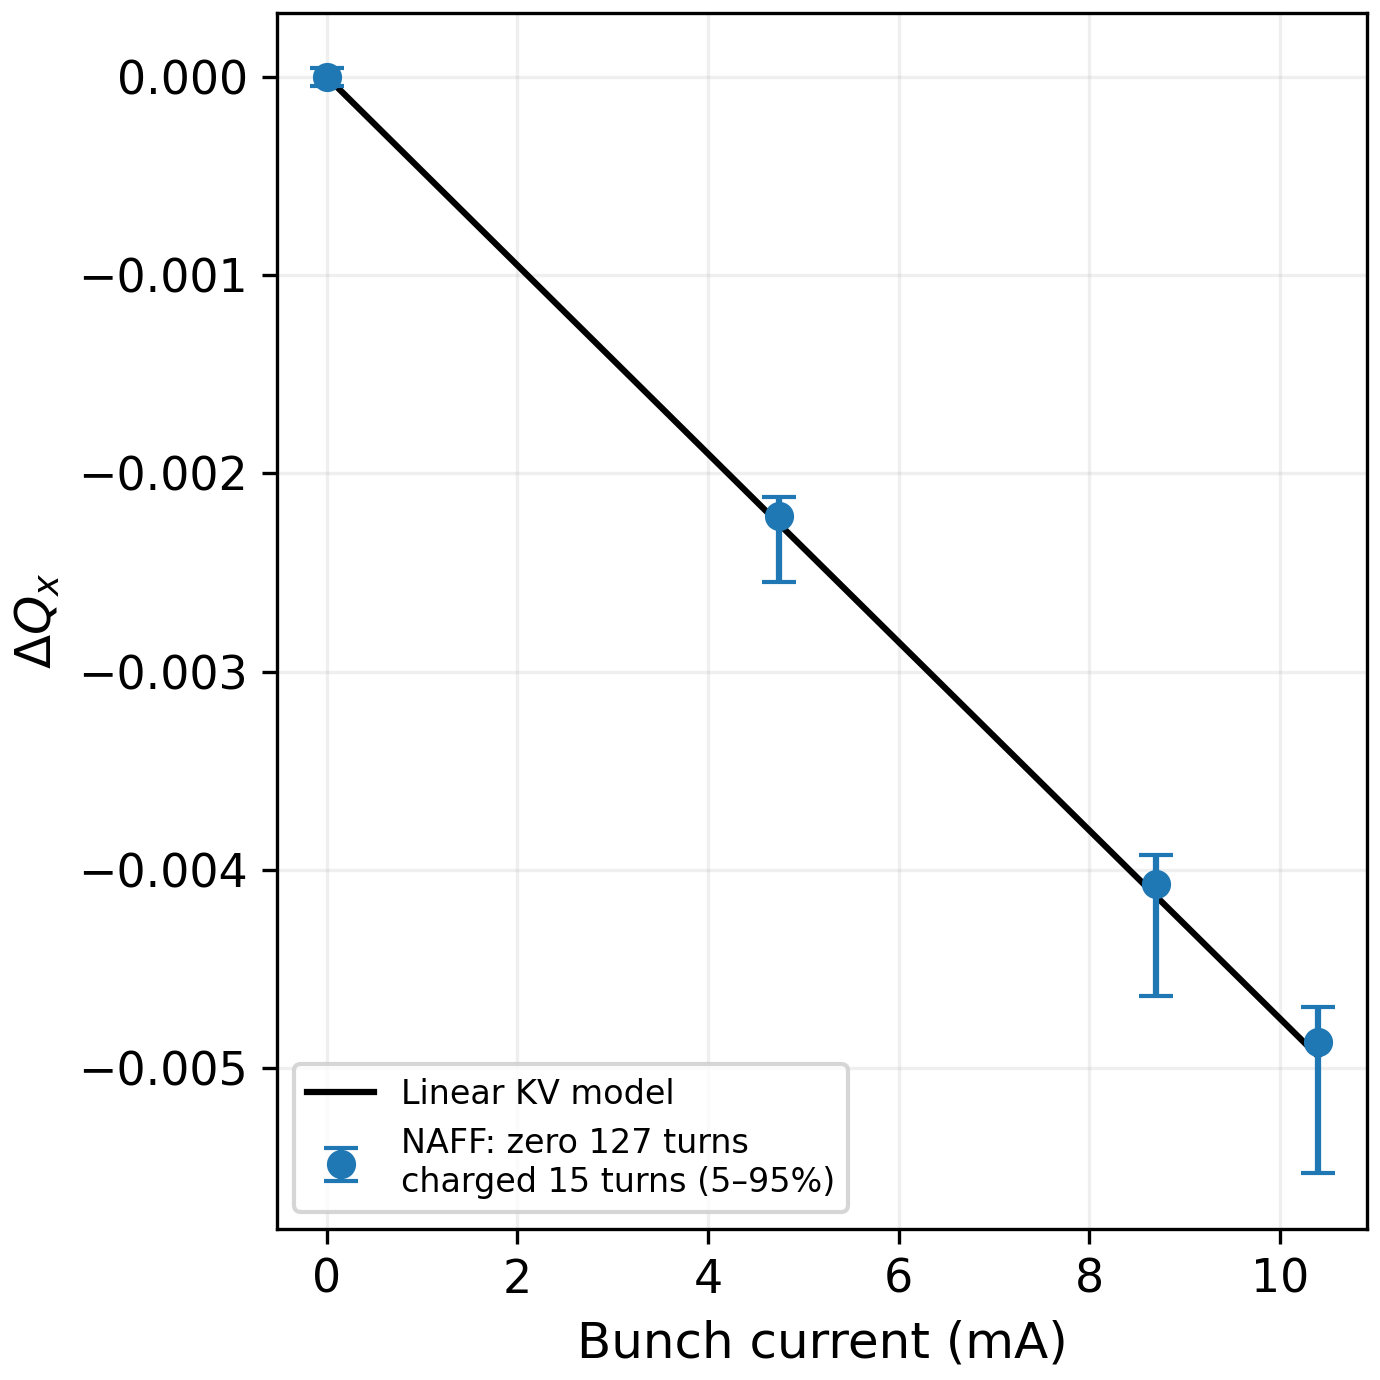 0.000
−0.001
−0.002
−0.003
−0.004
−0.005
ΔQx
Linear KV model
NAFF: zero 127 turns
charged 15 turns (5–95%)
0 2 4 6 8 10
Bunch current (mA)